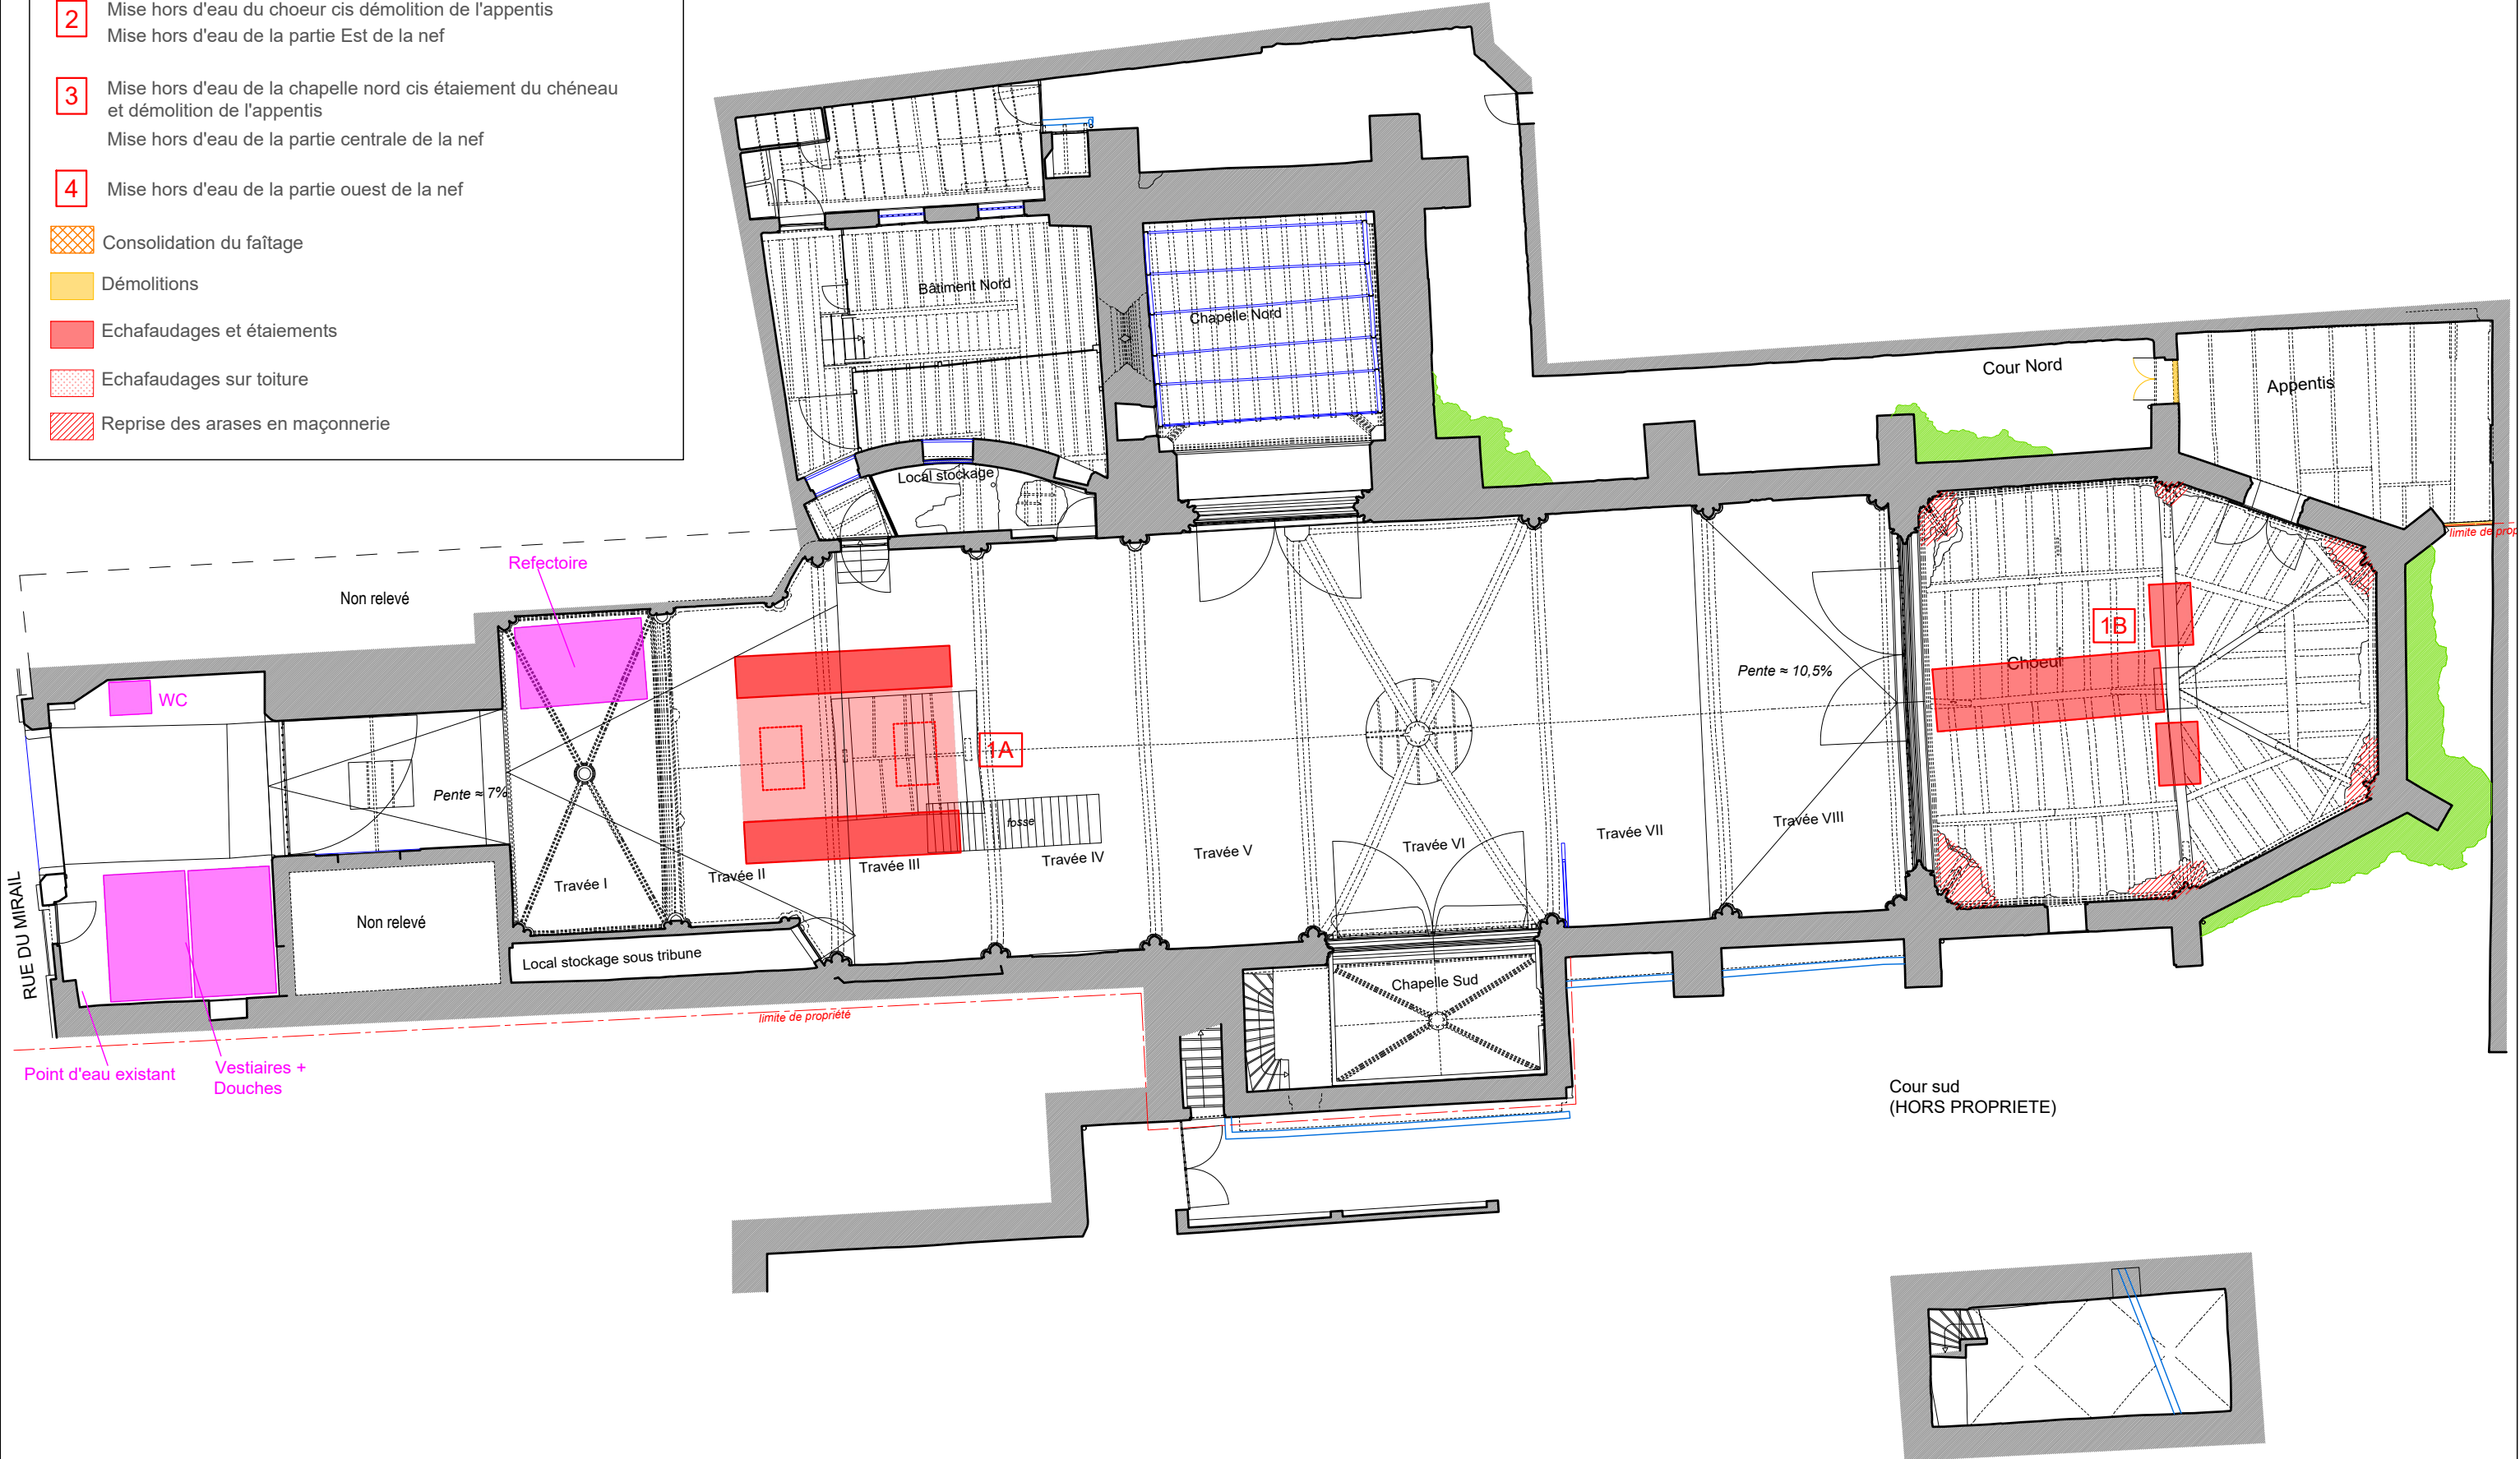 2
Mise hors d'eau du choeur cis démolition de l'appentis
Mise hors d'eau de la partie Est de la nef
3
Mise hors d'eau de la chapelle nord cis étaiement du chéneau
et démolition de l'appentis
Mise hors d'eau de la partie centrale de la nef
4
Mise hors d'eau de la partie ouest de la nef
Consolidation du faîtage
Démolitions
Echafaudages et étaiements
Echafaudages sur toiture
Reprise des arases en maçonnerie
Bâtiment Nord
Chapelle Nord
Cour Nord
Appentis
Local stockage
limite de prop
Refectoire
Non relevé
1B
Choeur
Pente ≈ 10,5%
WC
1A
Pente ≈ 7%
fosse
Travée I
Travée II
Travée III
Travée IV
Travée V
Travée VI
Travée VII
Travée VIII
RUE DU MIRAIL
Non relevé
Local stockage sous tribune
Chapelle Sud
limite de propriété
Point d'eau existant
Vestiaires +
Douches
Cour sud
(HORS PROPRIETE)